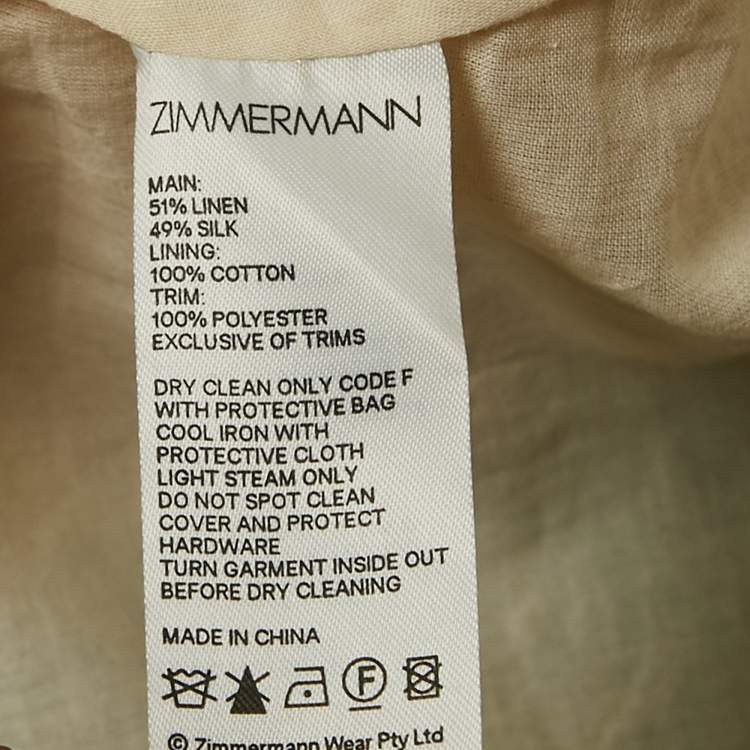 ZIMMERMANN
MAIN:
51% LINEN
49% SILK
LINING:
100% COTTON
TRIM:
100% POLYESTER
EXCLUSIVE OF TRIMS
DRY CLEAN ONLY CODE F
WITH PROTECTIVE BAG
COOL IRON WITH
PROTECTIVE CLOTH
LIGHT STEAM ONLY
DO NOT SPOT CLEAN
COVER AND PROTECT
HARDWARE
TURN GARMENT INSIDE OUT
BEFORE DRY CLEANING
MADE IN CHINA
F
© Zimmermann Wear Pty Ltd